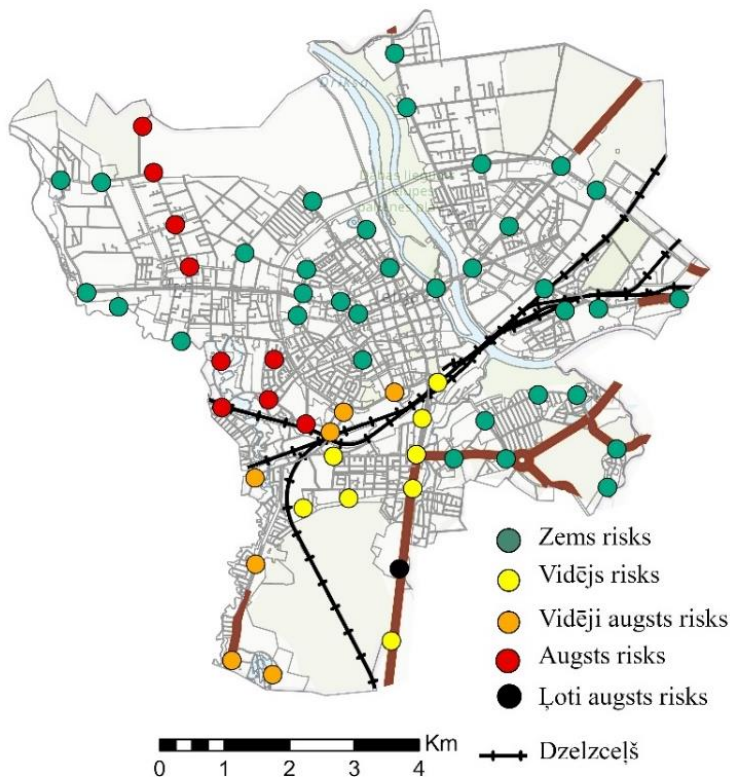 Driksa
Zems risks
Vidējs risks
Vidēji augsts risks
Augsts risks
Ļoti augsts risks
Dzelzceļš
Km
0 1 2 3 4